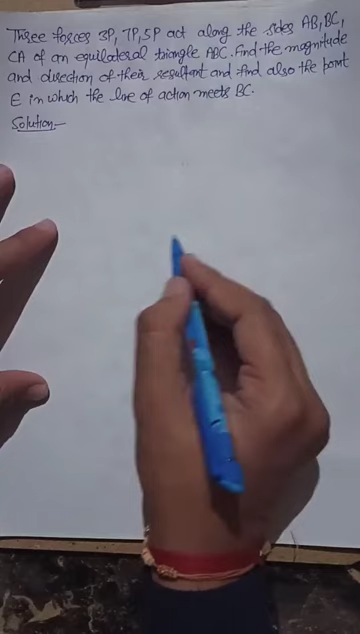 Three forces 3P, 7P, 5P act along the sides AB, BC,
CA of an equilateral triangle ABC. Find the magnitude
and direction of their resultant and find also the point
E in which the line of action meets BC.
Solution:-